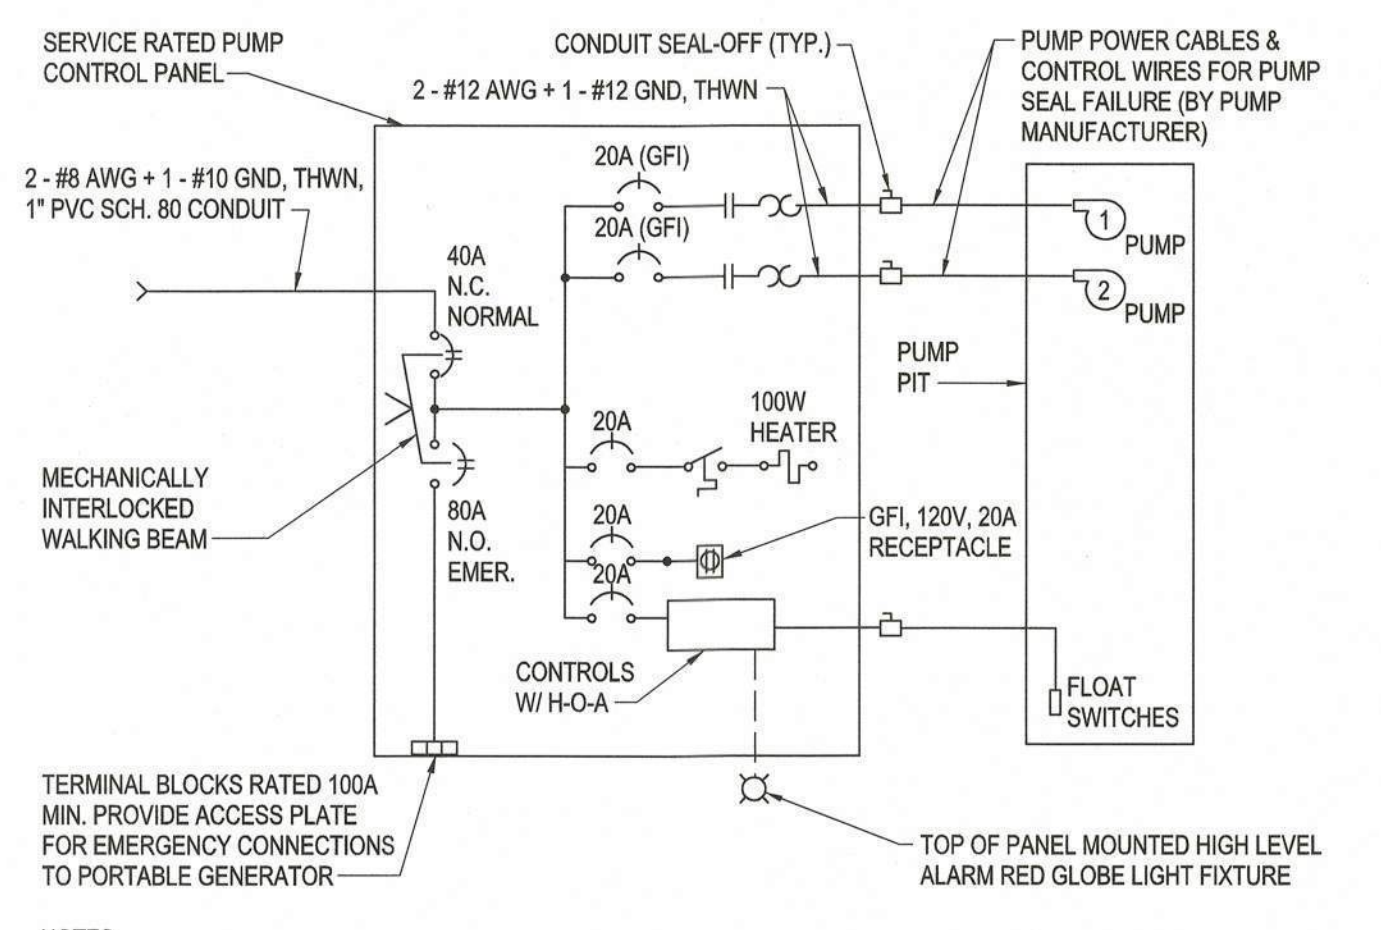 SERVICE RATED PUMP
CONTROL PANEL
CONDUIT SEAL-OFF (TYP.)
2 - #12 AWG + 1 - #12 GND, THWN
PUMP POWER CABLES &
CONTROL WIRES FOR PUMP
SEAL FAILURE (BY PUMP
MANUFACTURER)
2 - #8 AWG + 1 - #10 GND, THWN,
1" PVC SCH. 80 CONDUIT
20A (GFI)
20A (GFI)
1
PUMP
2
PUMP
40A
N.C.
NORMAL
PUMP
PIT
100W
HEATER
20A
MECHANICALLY
INTERLOCKED
WALKING BEAM
80A
N.O.
EMER.
20A
GFI, 120V, 20A
RECEPTACLE
20A
CONTROLS
W/ H-O-A
FLOAT
SWITCHES
TERMINAL BLOCKS RATED 100A
MIN. PROVIDE ACCESS PLATE
FOR EMERGENCY CONNECTIONS
TO PORTABLE GENERATOR
TOP OF PANEL MOUNTED HIGH LEVEL
ALARM RED GLOBE LIGHT FIXTURE